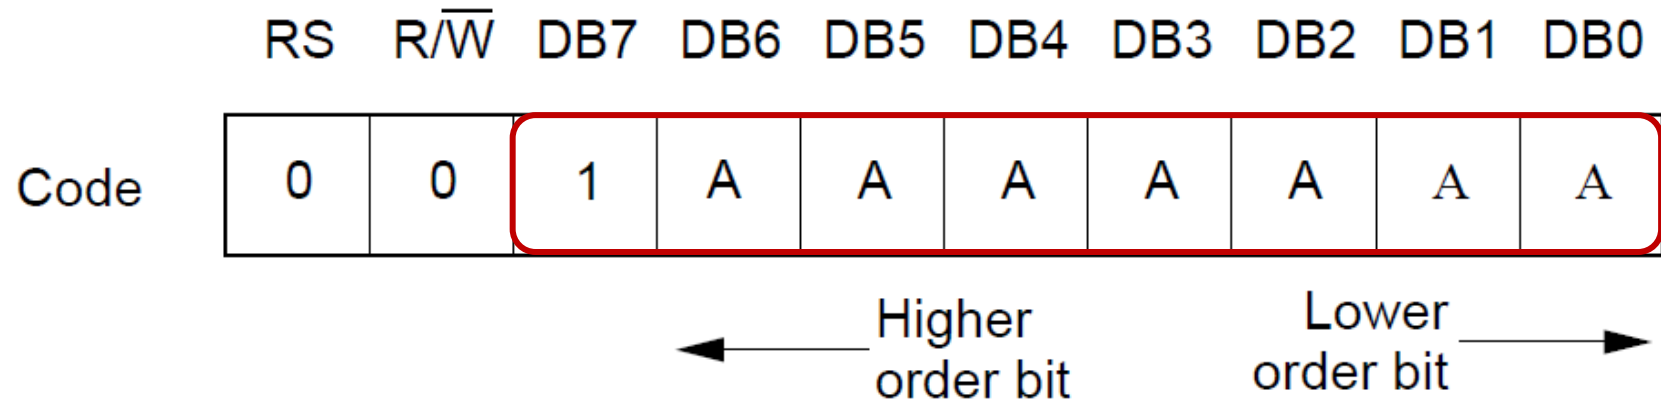 RS R/W̅ DB7 DB6 DB5 DB4 DB3 DB2 DB1 DB0
Code 0 0 1 A A A A A A A
Higher Lower
order bit order bit